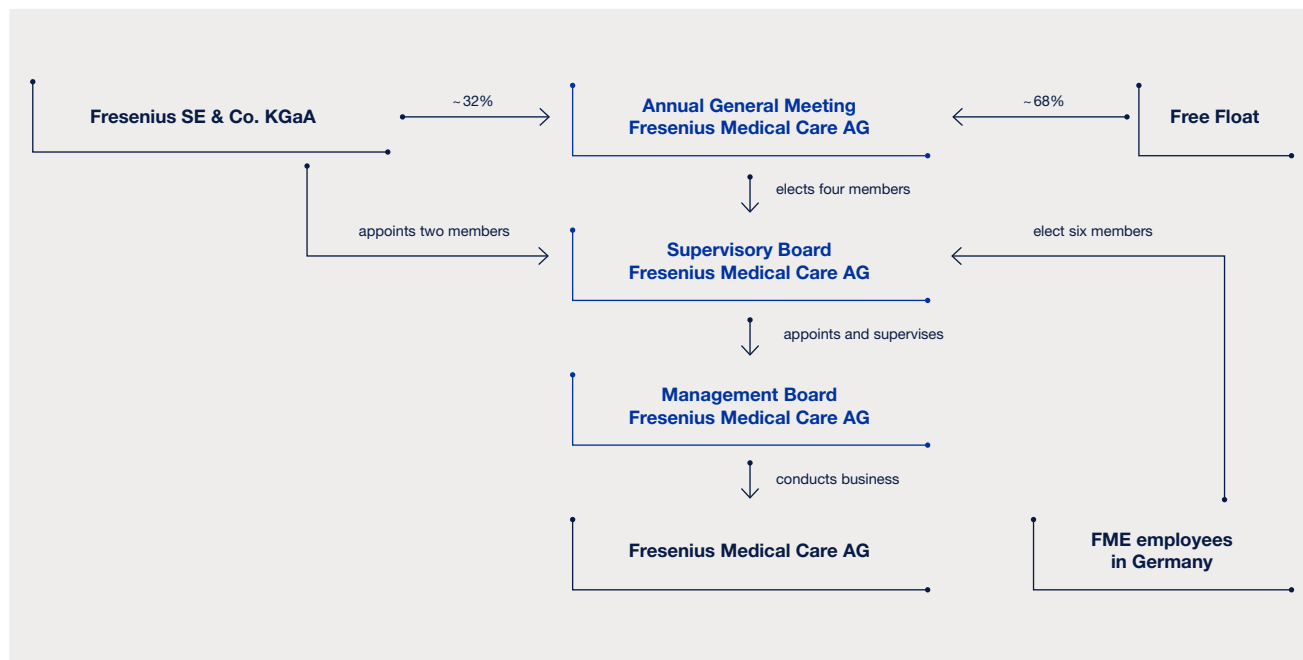 Fresenius SE & Co. KGaA
~32%
Annual General Meeting
Fresenius Medical Care AG
~68%
Free Float
elects four members
appoints two members
Supervisory Board
Fresenius Medical Care AG
elect six members
appoints and supervises
Management Board
Fresenius Medical Care AG
conducts business
Fresenius Medical Care AG
FME employees
in Germany